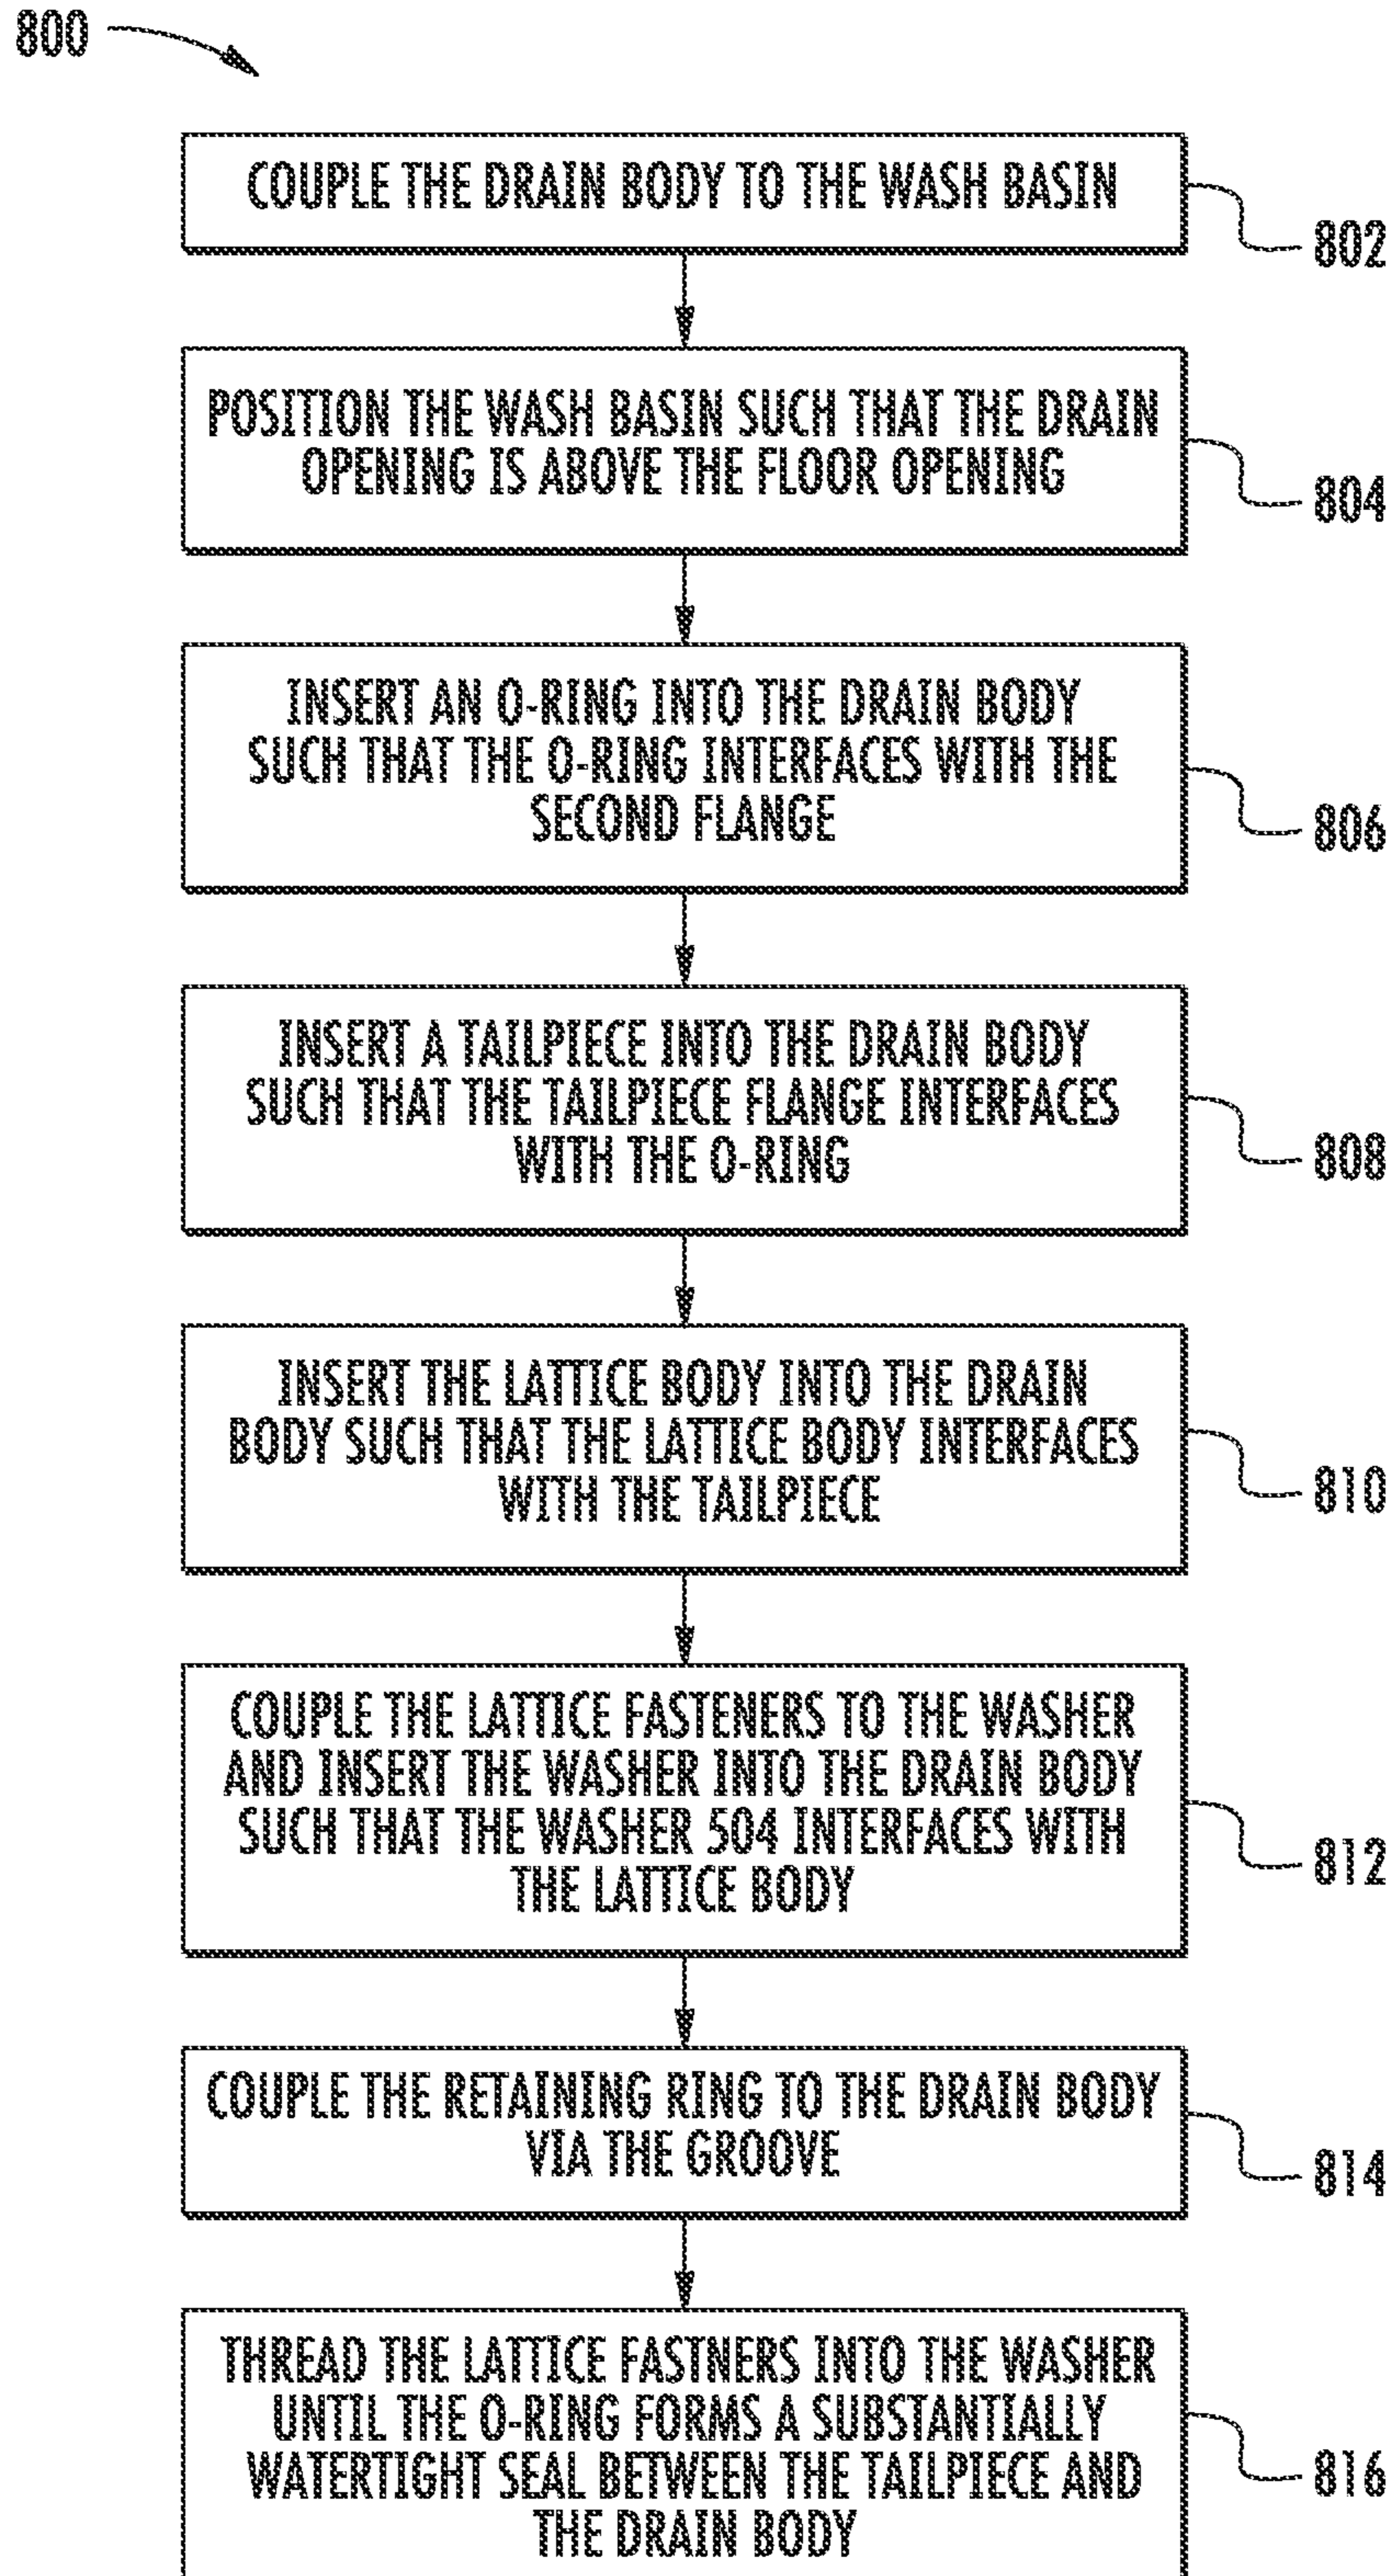 800
COUPLE THE DRAIN BODY TO THE WASH BASIN
802
POSITION THE WASH BASIN SUCH THAT THE DRAIN
OPENING IS ABOVE THE FLOOR OPENING
804
INSERT AN O-RING INTO THE DRAIN BODY
SUCH THAT THE O-RING INTERFACES WITH THE
SECOND FLANGE
806
INSERT A TAILPIECE INTO THE DRAIN BODY
SUCH THAT THE TAILPIECE FLANGE INTERFACES
WITH THE O-RING
808
INSERT THE LATTICE BODY INTO THE DRAIN
BODY SUCH THAT THE LATTICE BODY INTERFACES
WITH THE TAILPIECE
810
COUPLE THE LATTICE FASTENERS TO THE WASHER
AND INSERT THE WASHER INTO THE DRAIN BODY
SUCH THAT THE WASHER 504 INTERFACES WITH
THE LATTICE BODY
812
COUPLE THE RETAINING RING TO THE DRAIN BODY
VIA THE GROOVE
814
THREAD THE LATTICE FASTNERS INTO THE WASHER
UNTIL THE O-RING FORMS A SUBSTANTIALLY
WATERTIGHT SEAL BETWEEN THE TAILPIECE AND
THE DRAIN BODY
816